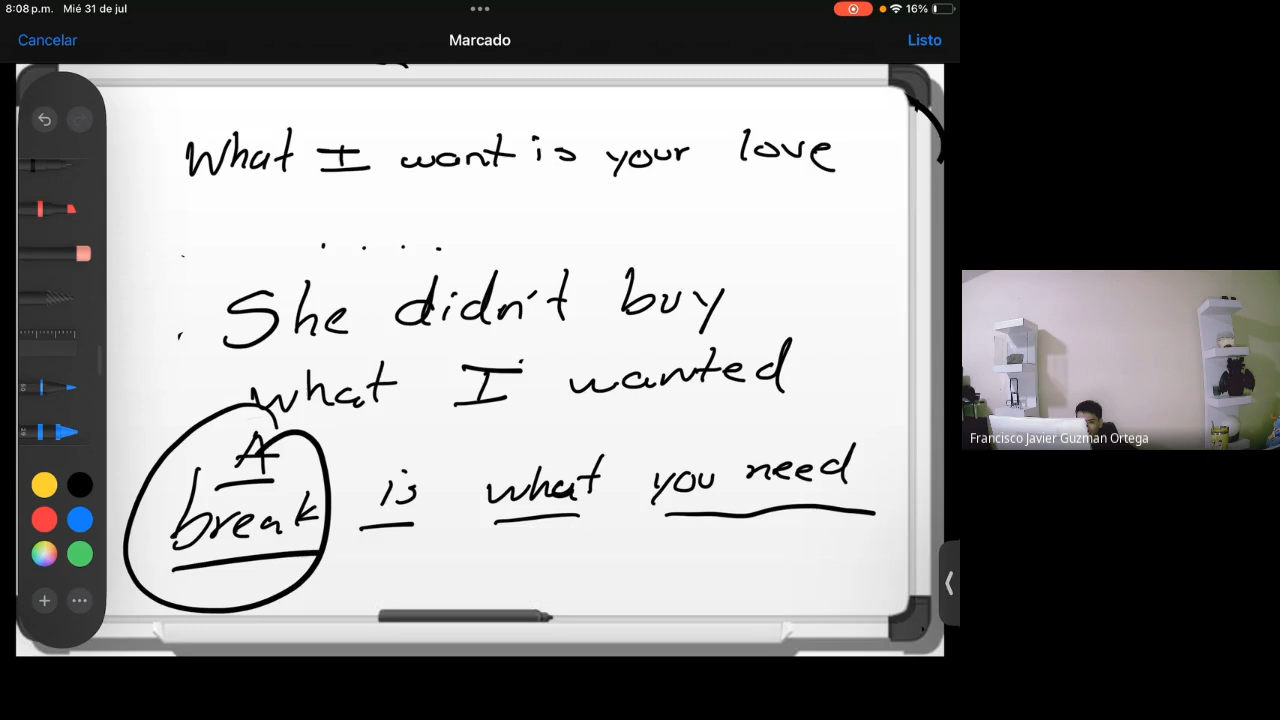 8:08 p.m. Mié 31 de jul
16%
Cancelar
Marcado
Listo
What I want is your love
She didn't buy
what I wanted
A
break is what you need
Francisco Javier Guzman Ortega